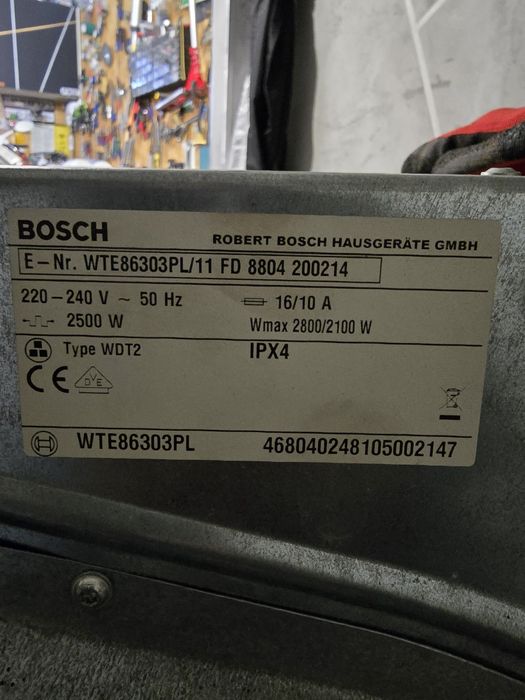 BOSCH
ROBERT BOSCH HAUSGERÄTE GMBH
E-Nr. WTE86303PL/11 FD 8804 200214
220-240 V ~ 50 Hz 16/10 A
2500 W Wmax 2800/2100 W
Type WDT2 IPX4
CE DVE
WTE86303PL 468040248105002147